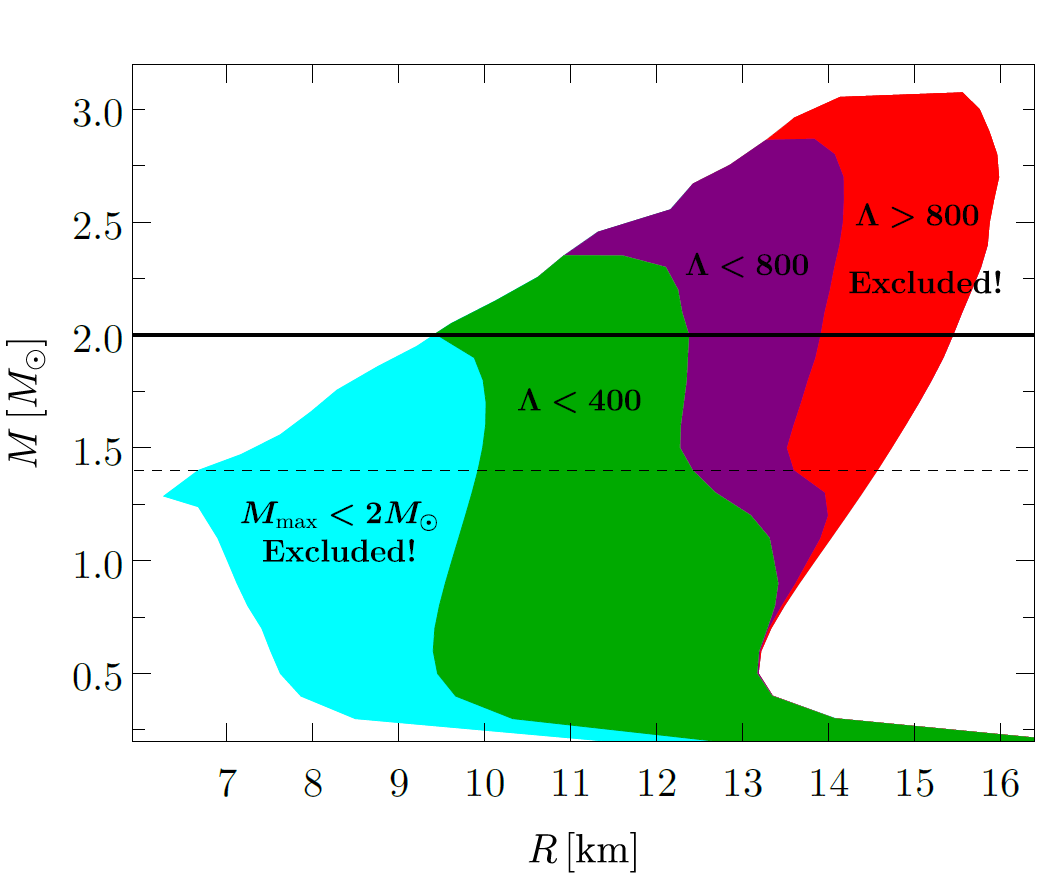 3.0
2.5
2.0
1.5
1.0
0.5
M [M⊙]
Λ > 800
Excluded!
Λ < 800
Λ < 400
Mmax < 2M⊙
Excluded!
7 8 9 10 11 12 13 14 15 16
R [km]